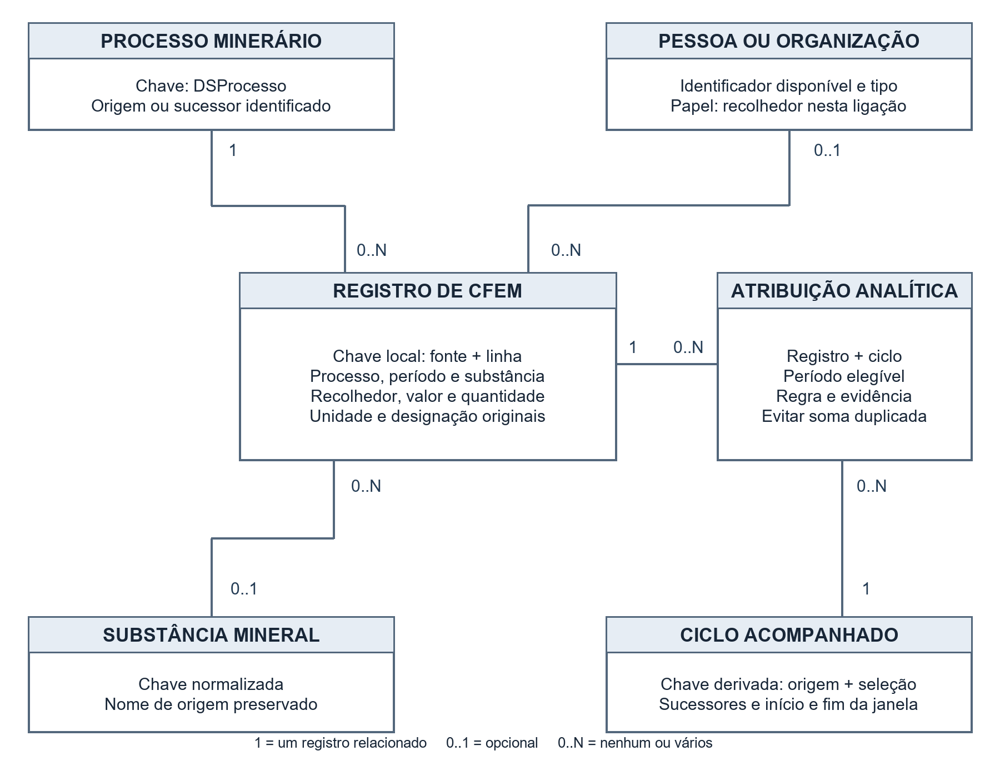 PROCESSO MINERÁRIO
Chave: DSProcesso
Origem ou sucessor identificado
PESSOA OU ORGANIZAÇÃO
Identificador disponível e tipo
Papel: recolhedor nesta ligação
1
0..1
0..N
0..N
REGISTRO DE CFEM
Chave local: fonte + linha
Processo, período e substância
Recolhedor, valor e quantidade
Unidade e designação originais
1
0..N
ATRIBUIÇÃO ANALÍTICA
Registro + ciclo
Período elegível
Regra e evidência
Evitar soma duplicada
0..N
0..N
0..1
1
SUBSTÂNCIA MINERAL
Chave normalizada
Nome de origem preservado
CICLO ACOMPANHADO
Chave derivada: origem + seleção
Sucessores e início e fim da janela
1 = um registro relacionado 0..1 = opcional 0..N = nenhum ou vários